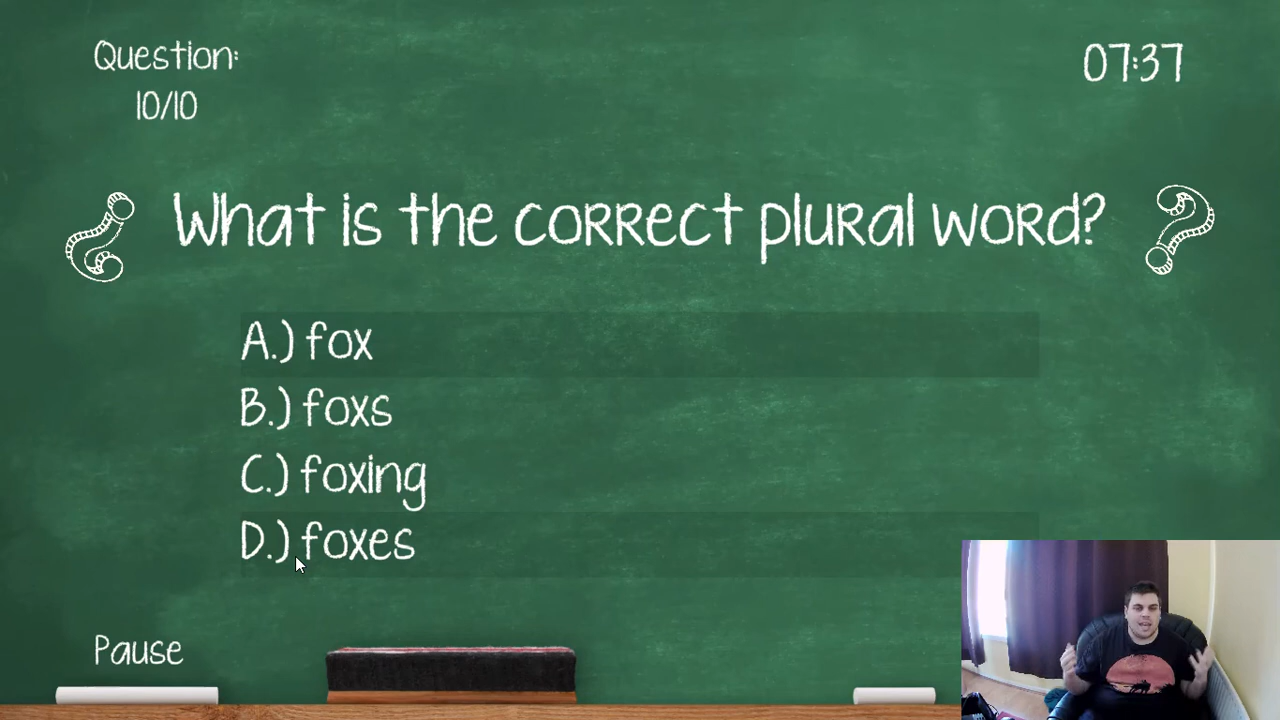 Question:
10/10
07:37
What is the correct plural word?
A.) fox
B.) foxs
C.) foxing
D.) foxes
Pause